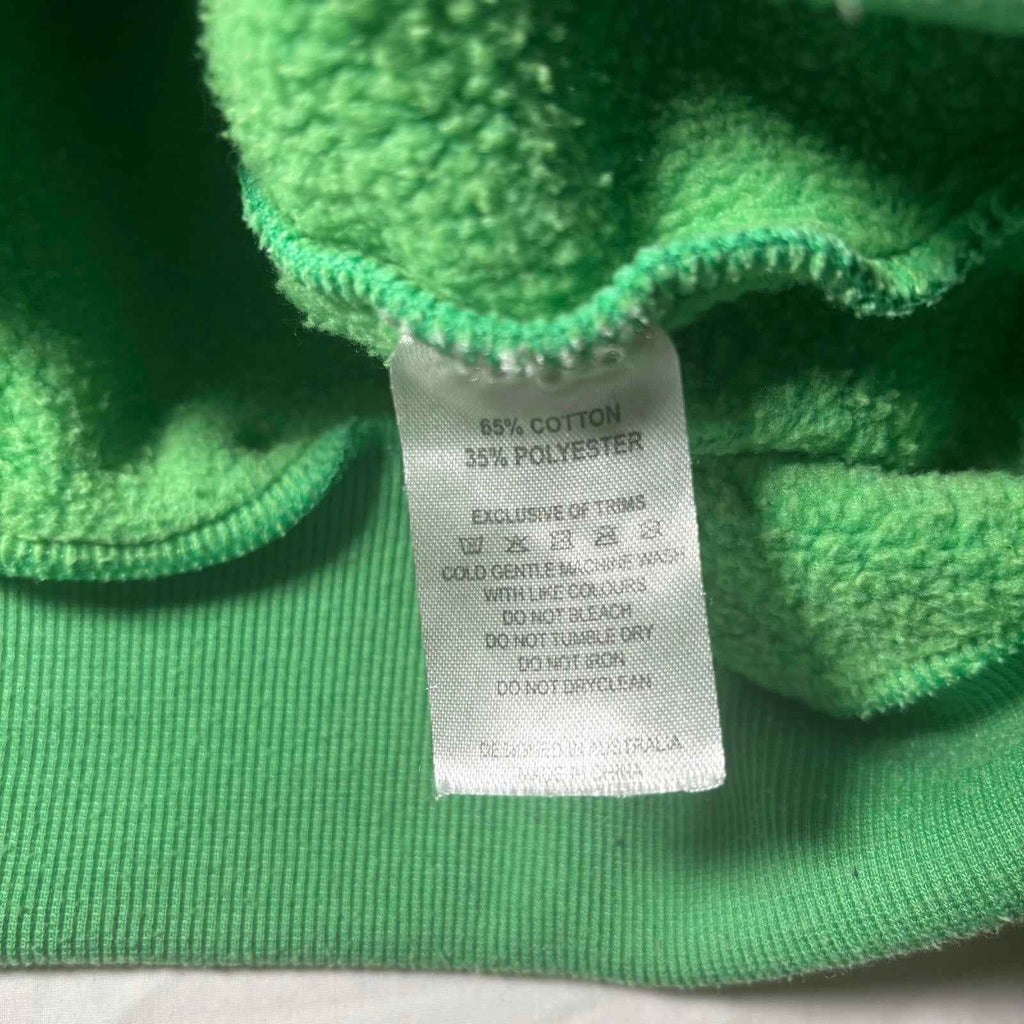 65% COTTON
35% POLYESTER
EXCLUSIVE OF TRIMS
COLD GENTLE MACHINE WASH
WITH LIKE COLOURS
DO NOT BLEACH
DO NOT TUMBLE DRY
DO NOT IRON
DO NOT DRYCLEAN
DESIGNED IN AUSTRALIA
MADE IN CHINA